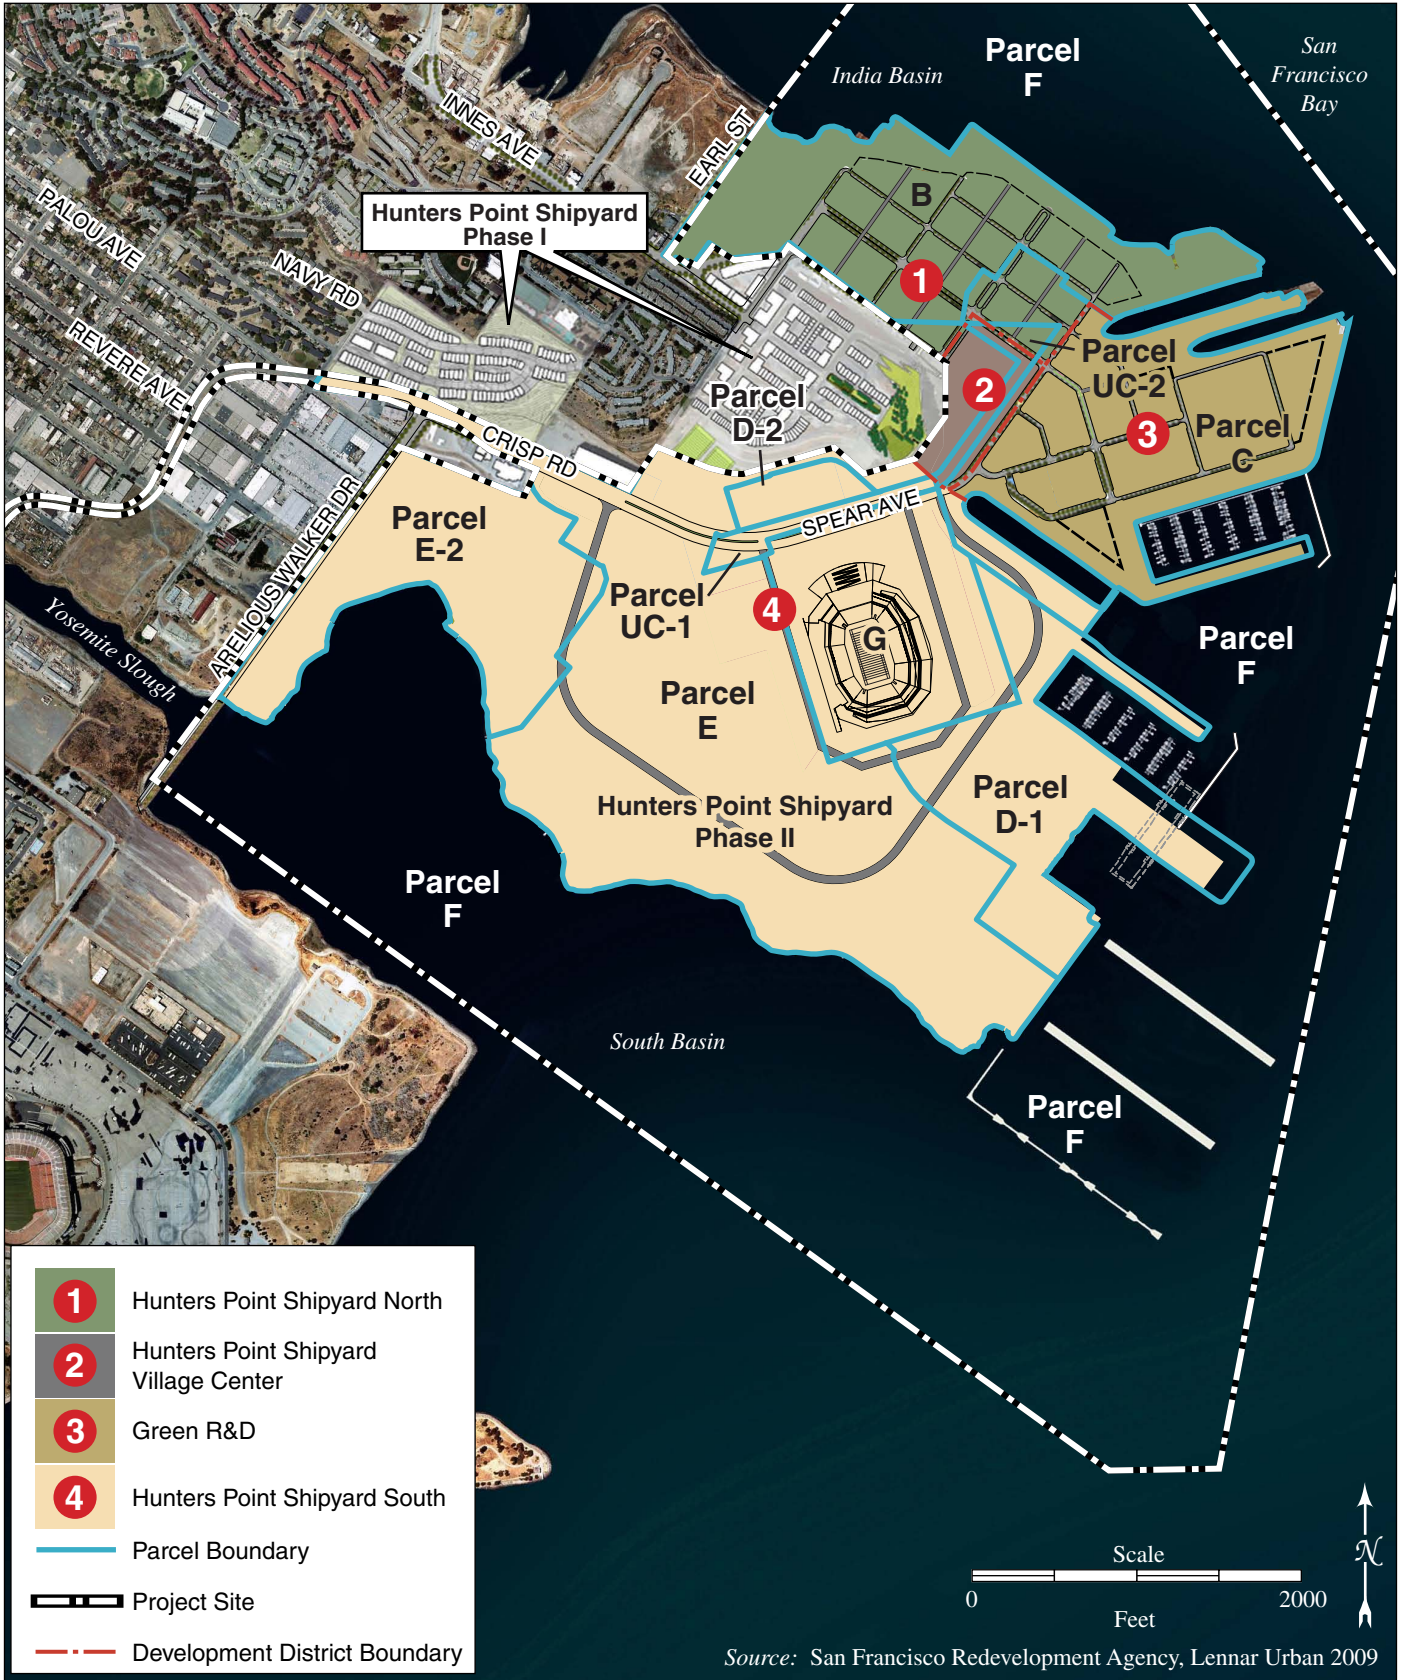 Parcel
F
India Basin
San
Francisco
Bay
INNES AVE
EARL ST
PALOU AVE
NAVY RD
REVERE AVE
Hunters Point Shipyard
Phase I
B
1
2
Parcel
UC-2
3
Parcel
C
Parcel
D-2
CRISP RD
SPEAR AVE
ARELIOUS WALKER DR
Yosemite Slough
Parcel
E-2
Parcel
UC-1
4
G
Parcel
F
Parcel
E
Parcel
D-1
Hunters Point Shipyard
Phase II
Parcel
F
South Basin
Parcel
F
1 Hunters Point Shipyard North
2 Hunters Point Shipyard
Village Center
3 Green R&D
4 Hunters Point Shipyard South
Parcel Boundary
Project Site
Development District Boundary
Scale
0 2000
Feet
N
Source: San Francisco Redevelopment Agency, Lennar Urban 2009